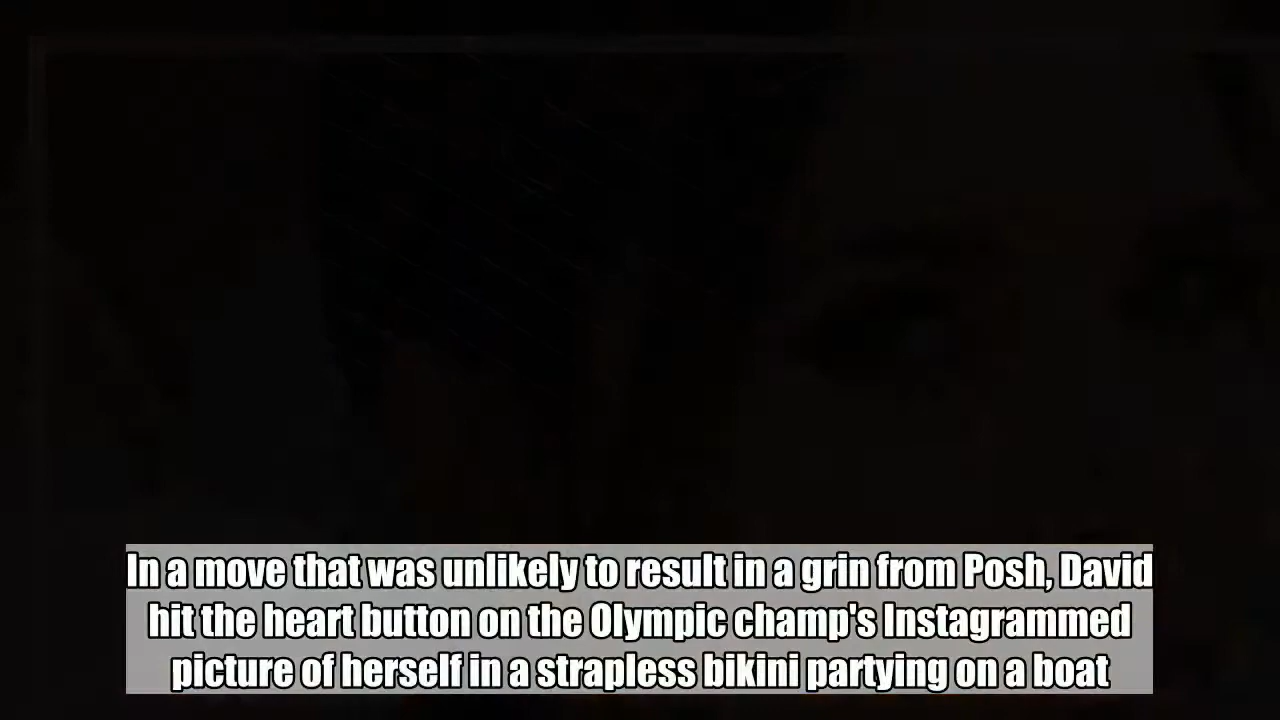 In a move that was unlikely to result in a grin from Posh, David
hit the heart button on the Olympic champ's Instagrammed
picture of herself in a strapless bikini partying on a boat